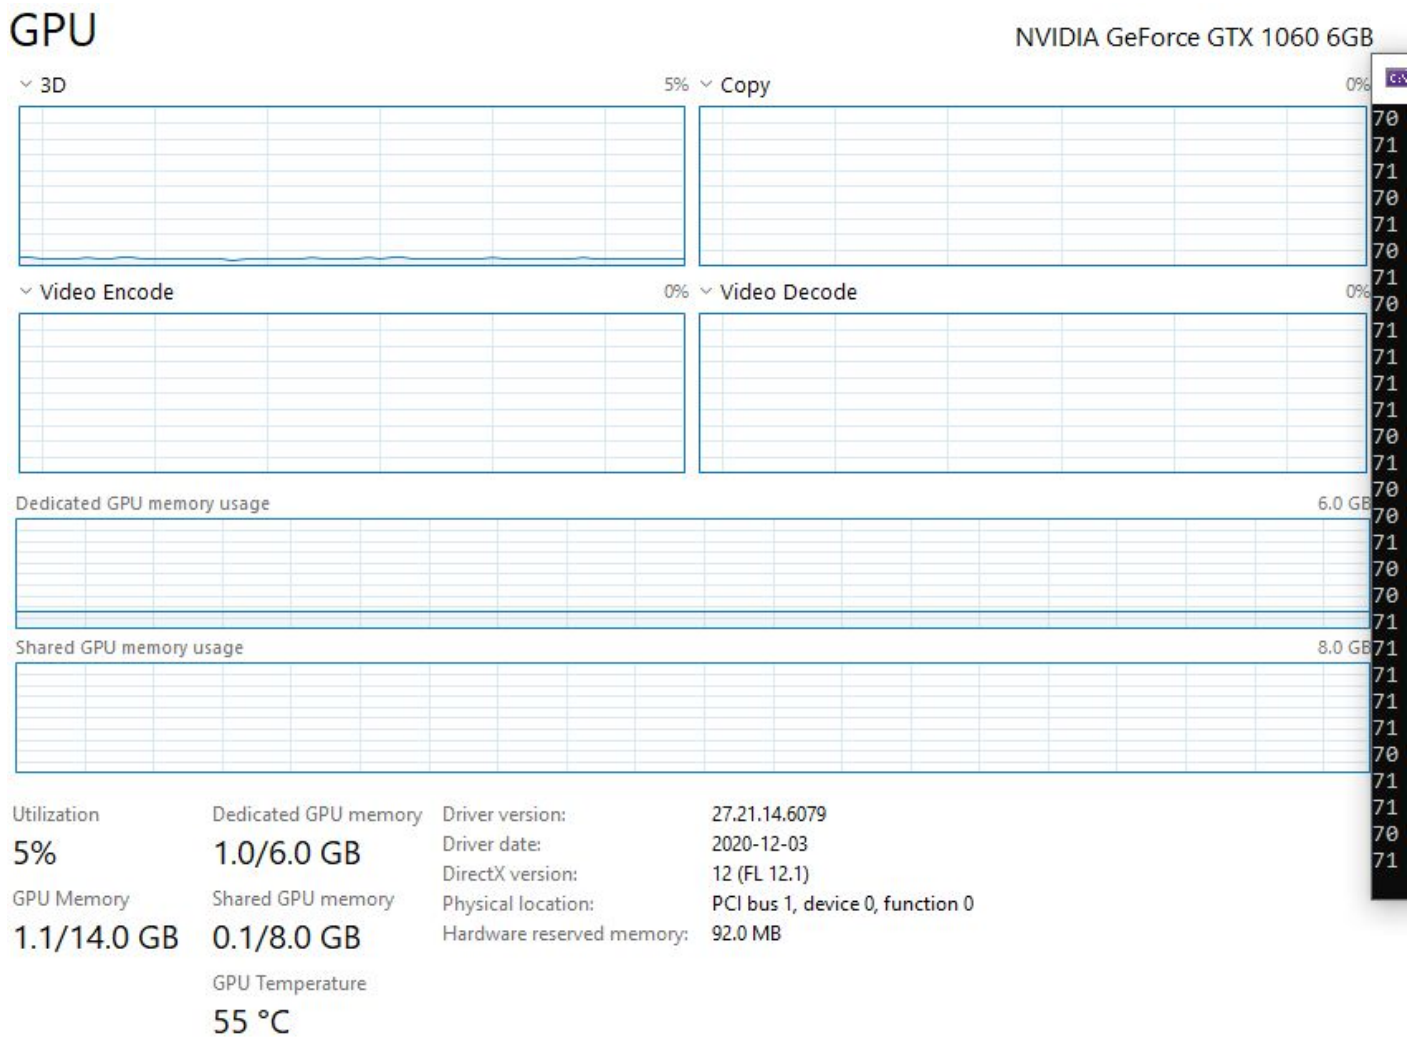 GPU
NVIDIA GeForce GTX 1060 6GB
3D 5%
Copy 0%
Video Encode 0%
Video Decode 0%
Dedicated GPU memory usage 6.0 GB
Shared GPU memory usage 8.0 GB
Utilization
5%
Dedicated GPU memory
1.0/6.0 GB
GPU Memory
1.1/14.0 GB
Shared GPU memory
0.1/8.0 GB
GPU Temperature
55 °C
Driver version: 27.21.14.6079
Driver date: 2020-12-03
DirectX version: 12 (FL 12.1)
Physical location: PCI bus 1, device 0, function 0
Hardware reserved memory: 92.0 MB
70
71
71
70
71
70
71
70
71
71
71
71
70
71
70
70
71
70
70
71
71
71
71
71
70
71
71
70
71